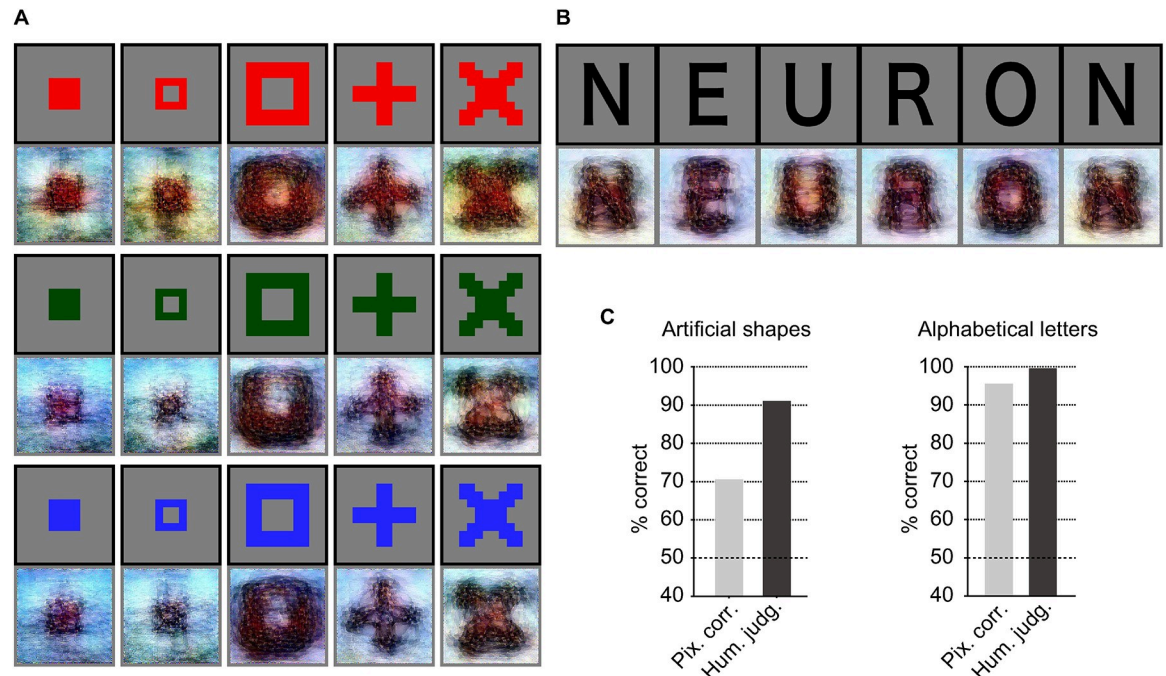 A
B
N E U R O N
C
Artificial shapes
100
90
80
70
60
50
40
% correct
Pix. corr.
Hum. judg.
Alphabetical letters
100
90
80
70
60
50
40
% correct
Pix. corr.
Hum. judg.